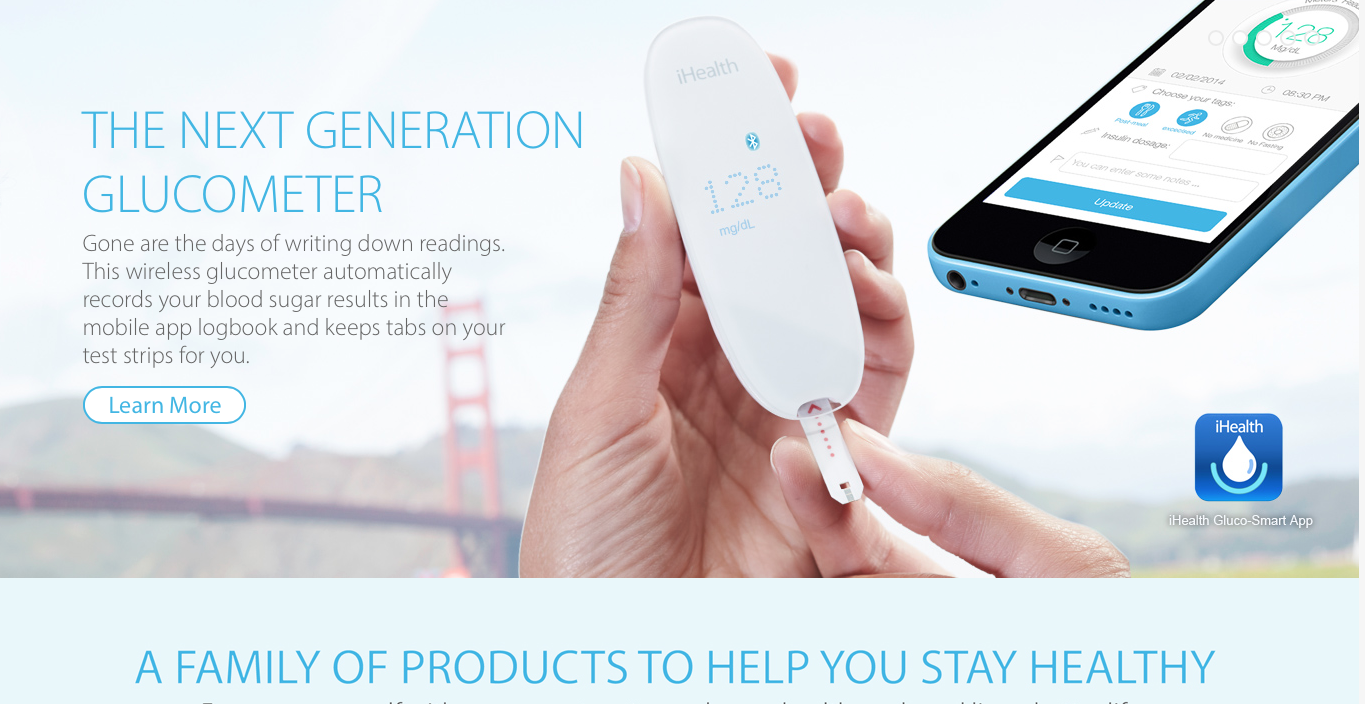 THE NEXT GENERATION
GLUCOMETER
Gone are the days of writing down readings.
This wireless glucometer automatically
records your blood sugar results in the
mobile app logbook and keeps tabs on your
test strips for you.
Learn More
iHealth
128
mg/dL
128
Mg/dL
02/02/2014
08:30 PM
Choose your tags:
Post-meal
exercised
No medicine
No Fasting
Insulin dosage:
You can enter some notes ...
Update
iHealth
iHealth Gluco-Smart App
A FAMILY OF PRODUCTS TO HELP YOU STAY HEALTHY